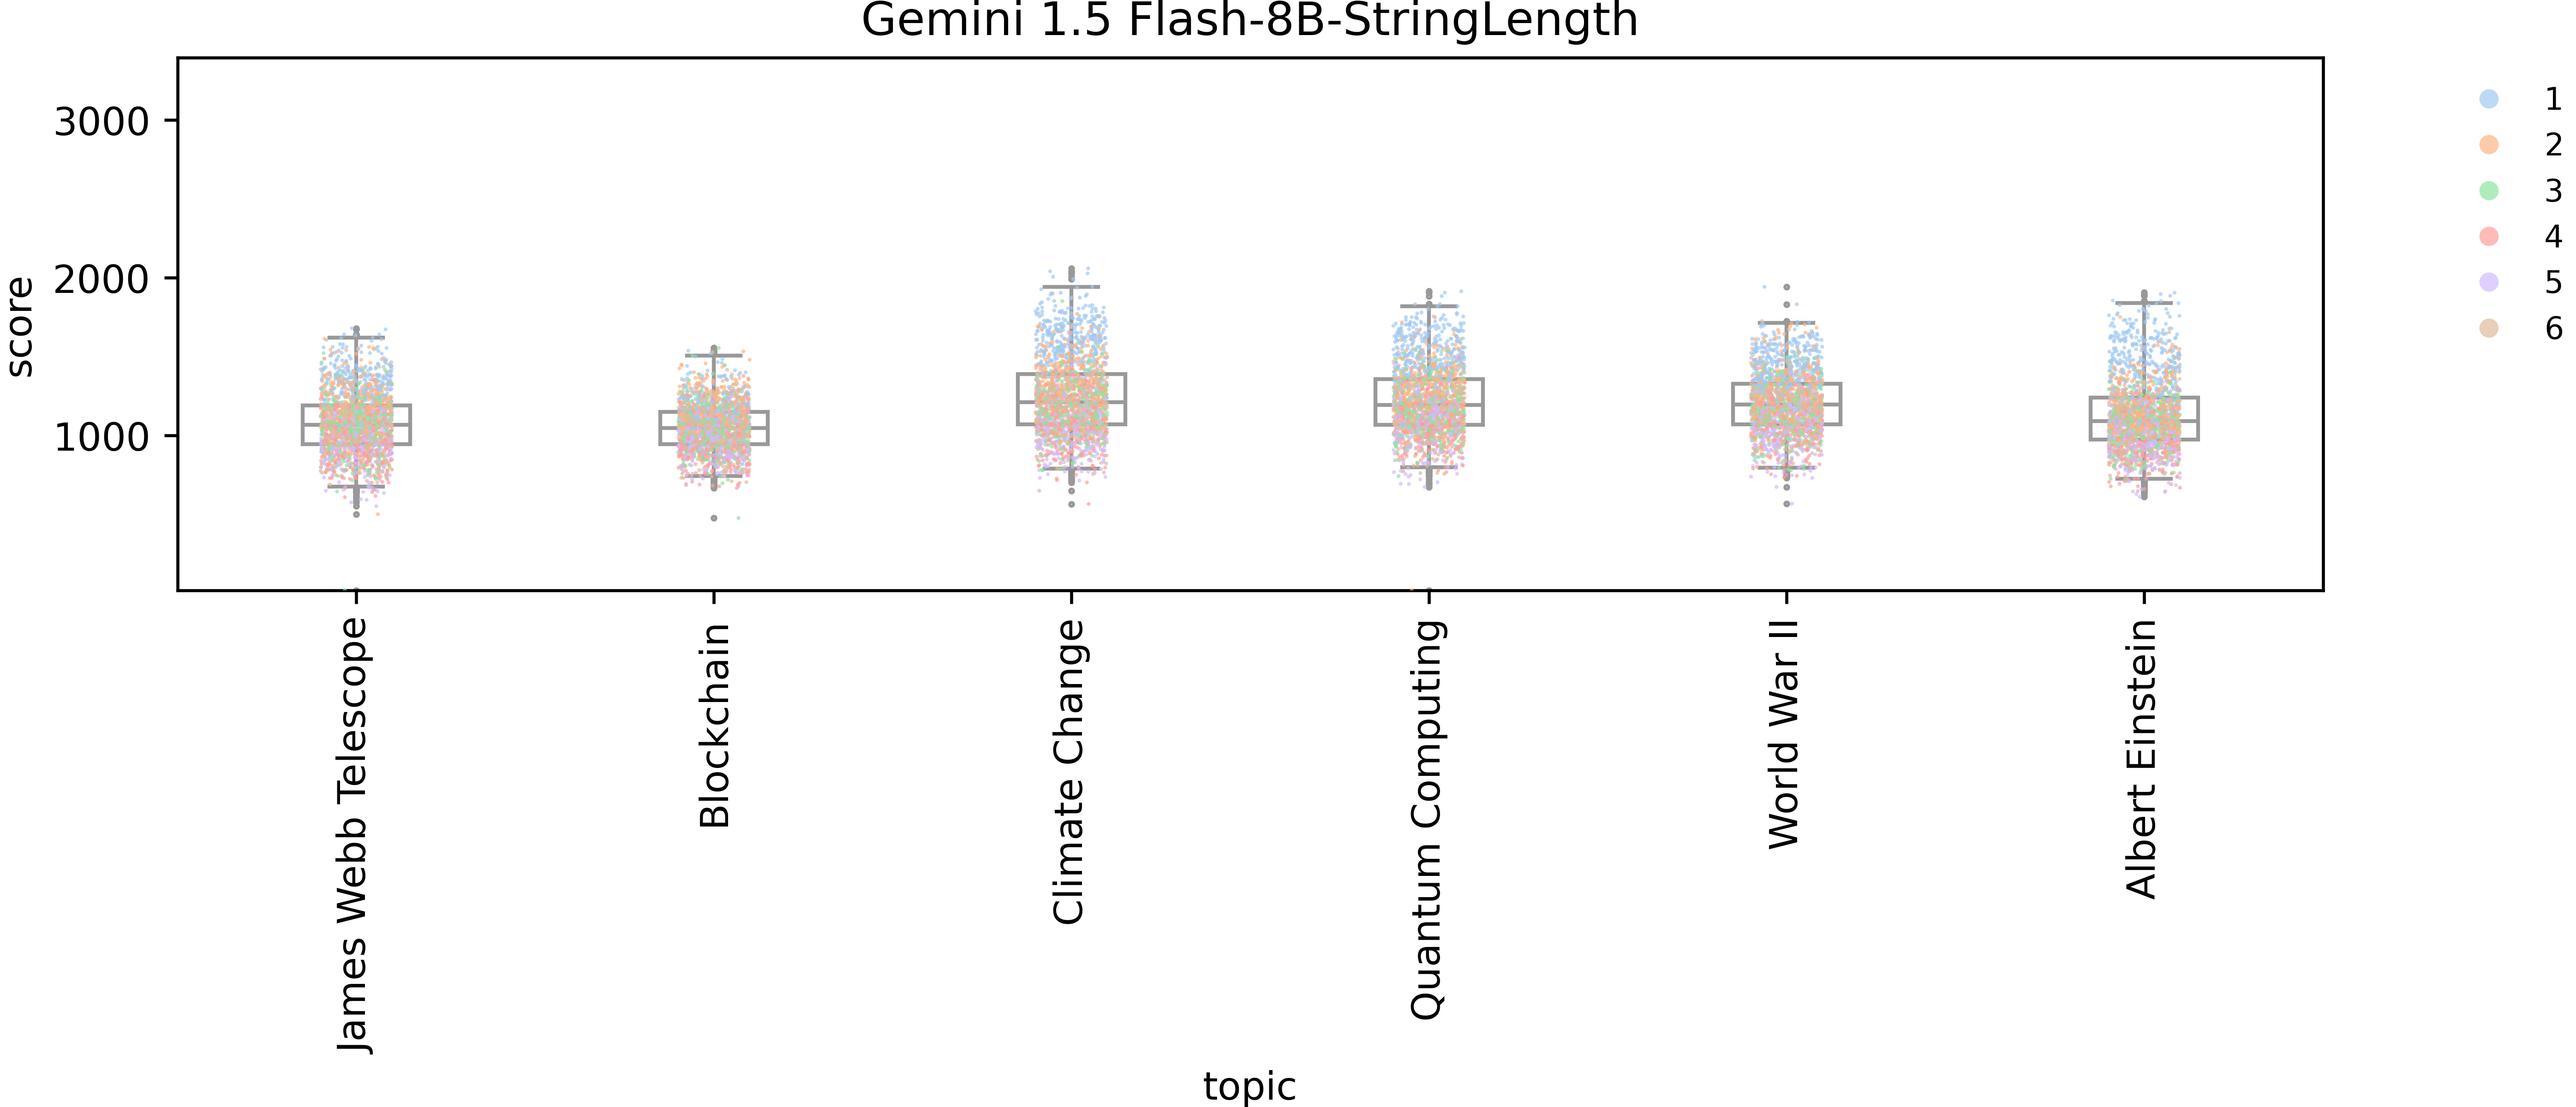 Gemini 1.5 Flash-8B-StringLength
score
3000
2000
1000
James Webb Telescope
Blockchain
Climate Change
Quantum Computing
World War II
Albert Einstein
topic
1
2
3
4
5
6